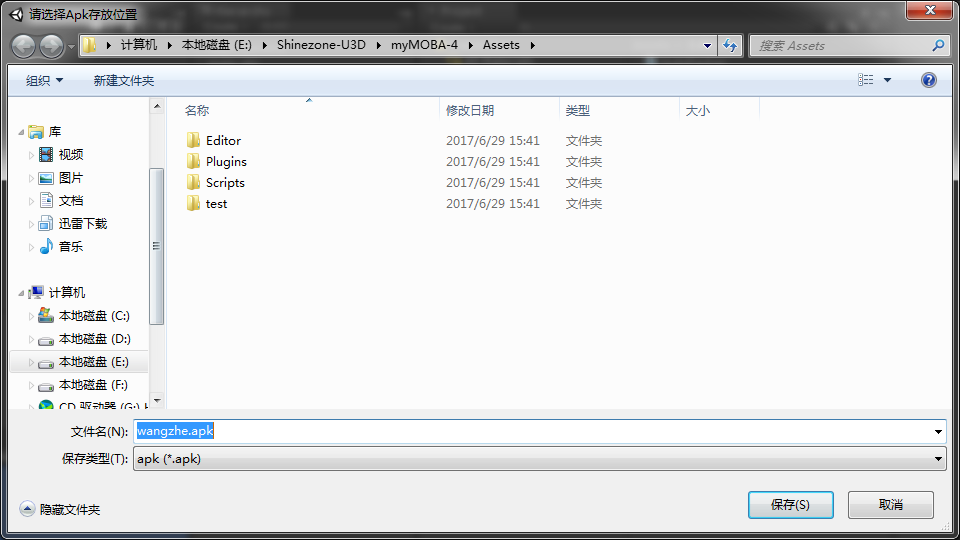 请选择Apk存放位置
计算机 本地磁盘 (E:) Shinezone-U3D myMOBA-4 Assets 搜索 Assets
组织 新建文件夹
名称 修改日期 类型 大小
库
视频
图片
文档
迅雷下载
音乐
计算机
本地磁盘 (C:)
本地磁盘 (D:)
本地磁盘 (E:)
本地磁盘 (F:)
CD 驱动器 (G:)
Editor 2017/6/29 15:41 文件夹
Plugins 2017/6/29 15:41 文件夹
Scripts 2017/6/29 15:41 文件夹
test 2017/6/29 15:41 文件夹
文件名(N): wangzhe.apk
保存类型(T): apk (*.apk)
隐藏文件夹 保存(S) 取消